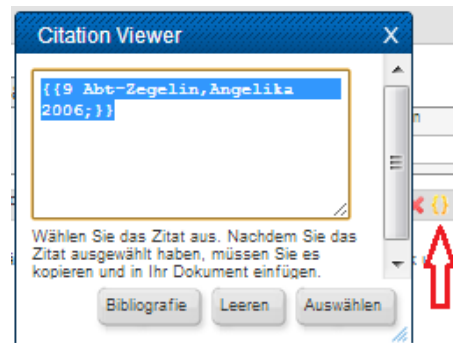 Citation Viewer X
{{9 Abt-Zegelin,Angelika
2006;}}
n
{}
Wählen Sie das Zitat aus. Nachdem Sie das
Zitat ausgewählt haben, müssen Sie es
kopieren und in Ihr Dokument einfügen.
Bibliografie Leeren Auswählen